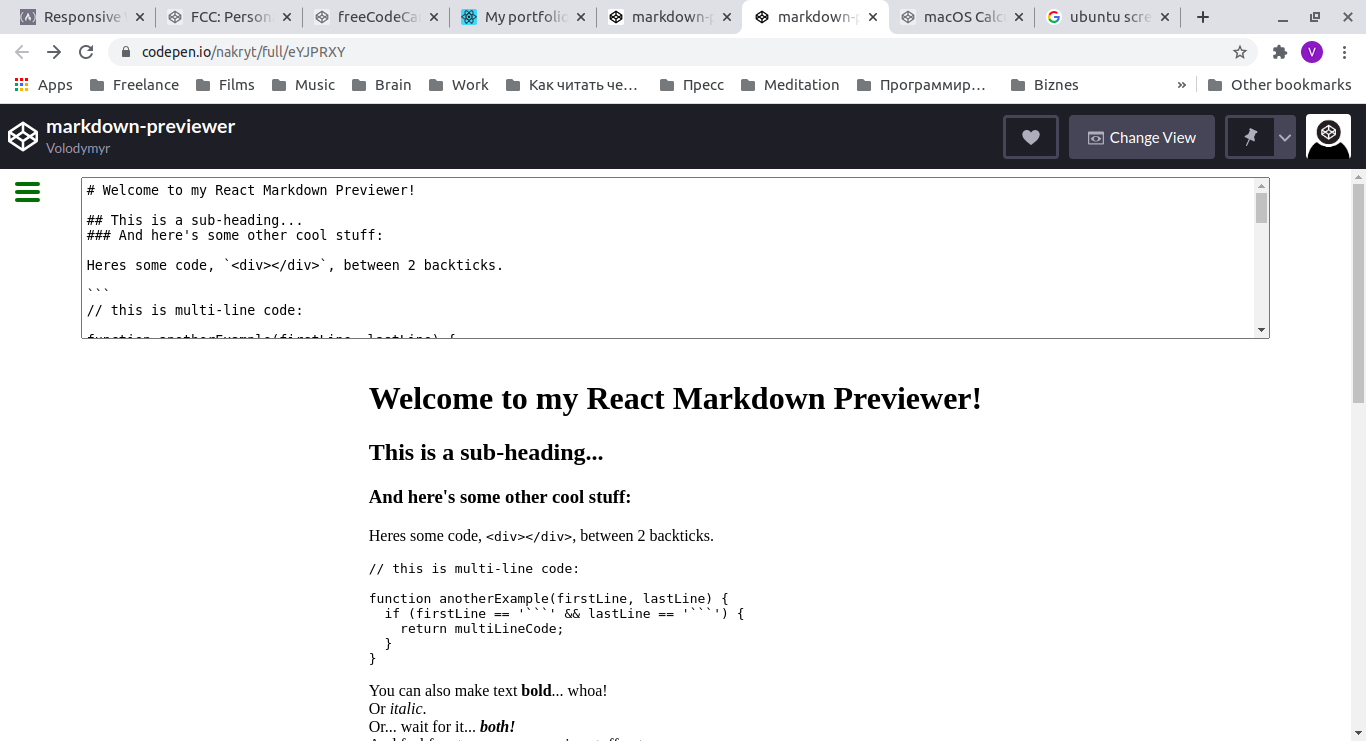 Responsive
FCC: Person
freeCodeCar
My portfolio
markdown-p
markdown-p
macOS Calc
ubuntu scre
codepen.io/nakryt/full/eYJPRXY
V
Apps Freelance Films Music Brain Work Как читать че... Пресс Meditation Программир... Biznes » Other bookmarks
markdown-previewer
Volodymyr
Change View
# Welcome to my React Markdown Previewer!
## This is a sub-heading...
### And here's some other cool stuff:
Heres some code, `<div></div>`, between 2 backticks.
```
// this is multi-line code:
function anotherExample(firstLine, lastLine) {
Welcome to my React Markdown Previewer!
This is a sub-heading...
And here's some other cool stuff:
Heres some code, <div></div>, between 2 backticks.
// this is multi-line code:
function anotherExample(firstLine, lastLine) {
if (firstLine == '```' && lastLine == '```') {
return multiLineCode;
}
}
You can also make text bold... whoa!
Or italic.
Or... wait for it... both!